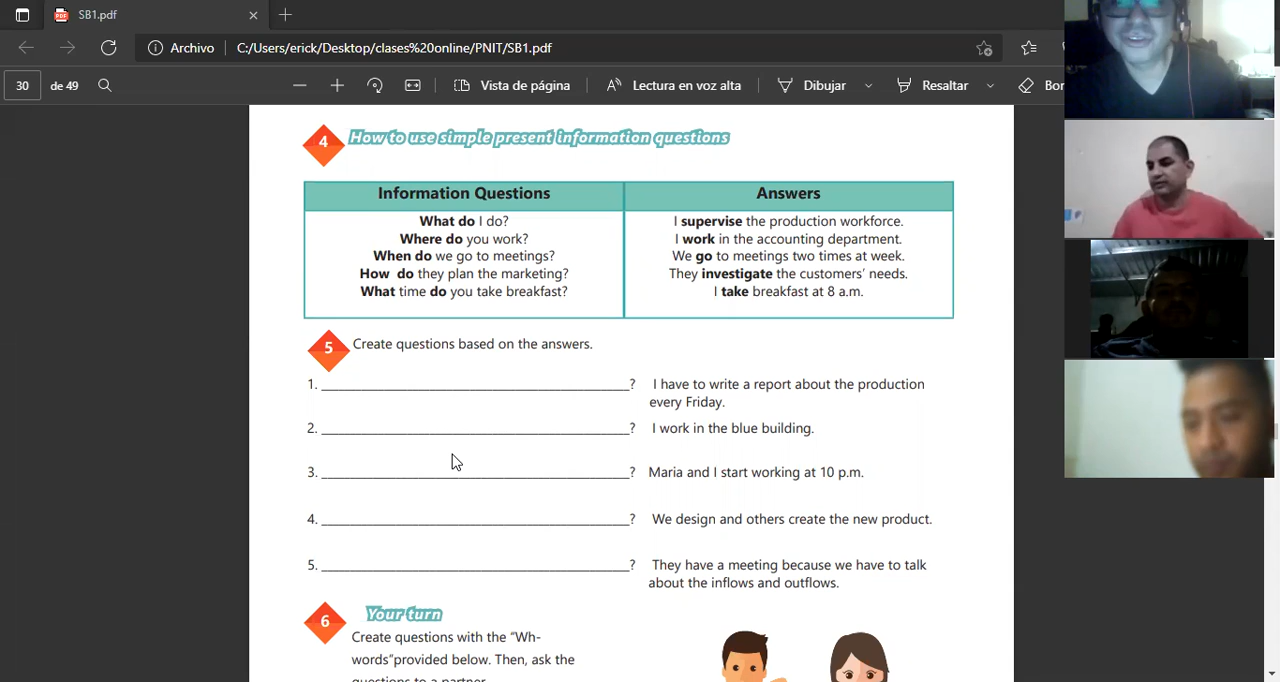 SB1.pdf
Archivo C:/Users/erick/Desktop/clases%20online/PNIT/SB1.pdf
30 de 49 Vista de página Lectura en voz alta Dibujar Resaltar Bor
4 How to use simple present information questions
Information Questions Answers
What do I do? I supervise the production workforce.
Where do you work? I work in the accounting department.
When do we go to meetings? We go to meetings two times at week.
How do they plan the marketing? They investigate the customers' needs.
What time do you take breakfast? I take breakfast at 8 a.m.
5 Create questions based on the answers.
1. ____________________? I have to write a report about the production
every Friday.
2. ____________________? I work in the blue building.
3. ____________________? Maria and I start working at 10 p.m.
4. ____________________? We design and others create the new product.
5. ____________________? They have a meeting because we have to talk
about the inflows and outflows.
6 Your turn
Create questions with the "Wh-
words"provided below. Then, ask the
questions to a partner